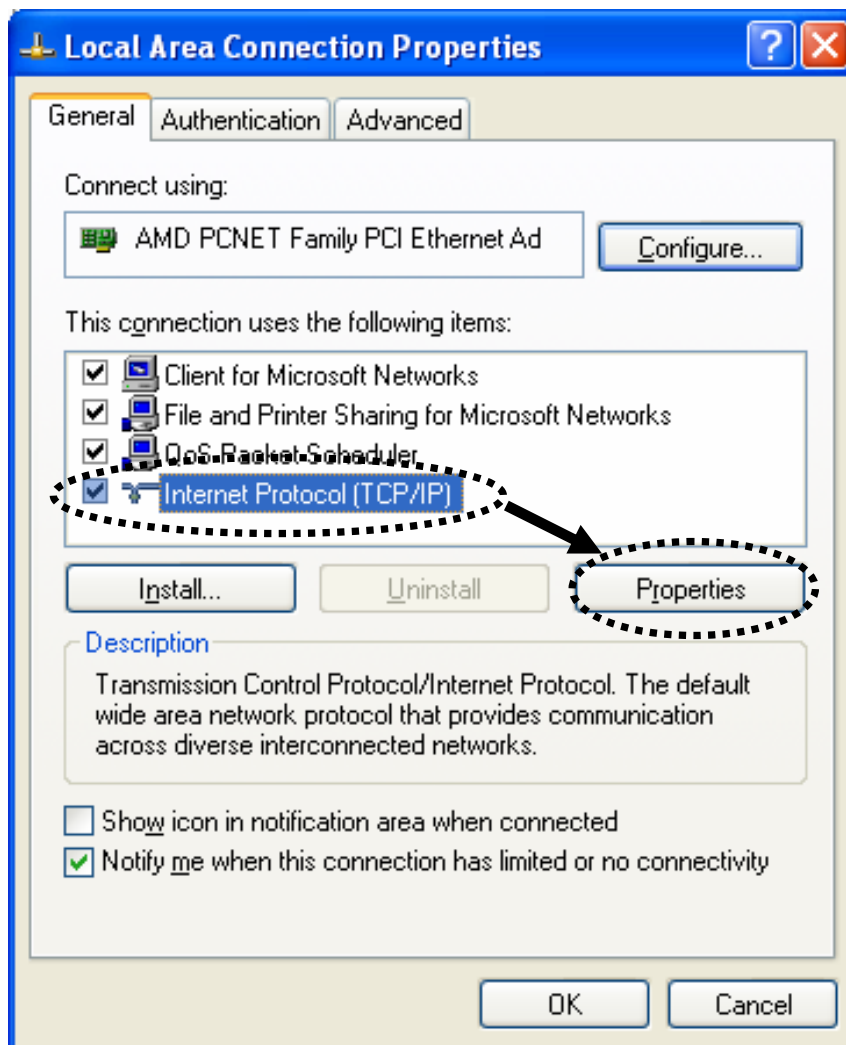 Local Area Connection Properties
General Authentication Advanced
Connect using:
AMD PCNET Family PCI Ethernet Ad Configure...
This connection uses the following items:
Client for Microsoft Networks
File and Printer Sharing for Microsoft Networks
QoS Packet Scheduler
Internet Protocol (TCP/IP)
Install... Uninstall Properties
Description
Transmission Control Protocol/Internet Protocol. The default
wide area network protocol that provides communication
across diverse interconnected networks.
Show icon in notification area when connected
Notify me when this connection has limited or no connectivity
OK Cancel